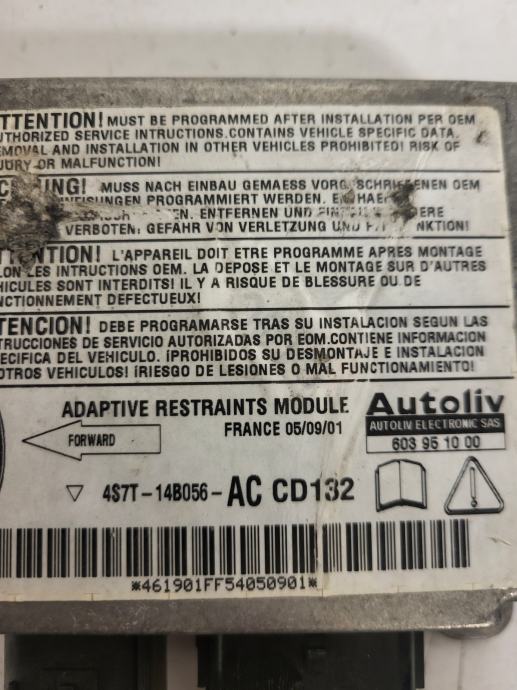 TTENTION! MUST BE PROGRAMMED AFTER INSTALLATION PER OEM
UTHORIZED SERVICE INTRUCTIONS.CONTAINS VEHICLE SPECIFIC DATA.
MOVAL AND INSTALLATION IN OTHER VEHICLES PROHIBITED! RISK OF
JURY OR MALFUNCTION!
MUSS NACH EINBAU GEMAESS VORG. OEM
PROGRAMMIERT WERDEN.
ENTFERNEN UND
VERBOTEN! GEFAHR VON VERLETZUNG UND
TTENTION! L'APPAREIL DOIT ETRE PROGRAMME APRES MONTAGE
LON LES INTRUCTIONS OEM. LA DEPOSE ET LE MONTAGE SUR D'AUTRES
HICULES SONT INTERDITS! IL Y A RISQUE DE BLESSURE OU DE
NCTIONNEMENT DEFECTUEUX!
TENCION! DEBE PROGRAMARSE TRAS SU INSTALACION SEGUN LAS
TRUCCIONES DE SERVICIO AUTORIZADAS POR EOM.CONTIENE INFORMACION
PECIFICA DEL VEHICULO. ¡PROHIBIDOS SU DESMONTAJE E INSTALACION
OTROS VEHICULOS! ¡RIESGO DE LESIONES O MAL FUNCIONAMIENTO!
ADAPTIVE RESTRAINTS MODULE
FRANCE 05/09/01
Autoliv
AUTOLIV ELECTRONIC SAS
603 95 10 00
FORWARD
4S7T-14B056-AC CD132
*461901FF54050901*